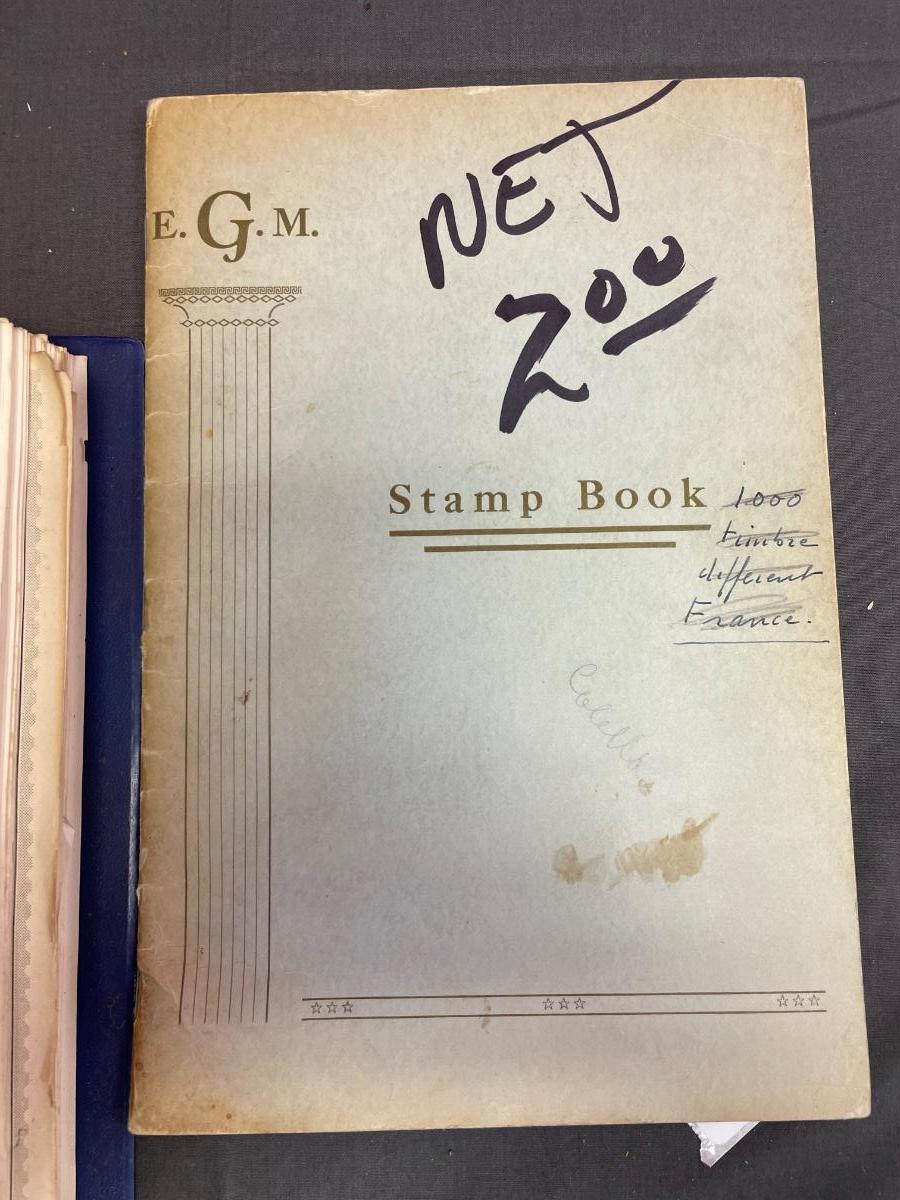 NET
200
E. G. M.
Stamp Book
1000
timbre
different
France.